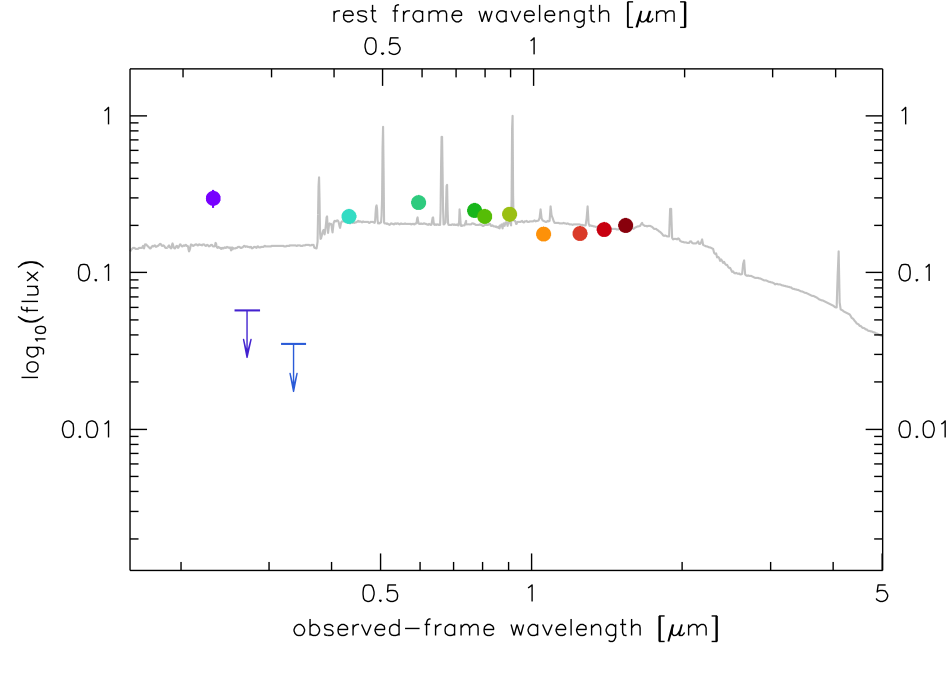 rest frame wavelength [μm]
0.5 1
1 1
0.1 0.1
log₁₀(flux)
0.01 0.01
0.5 1 5
observed−frame wavelength [μm]